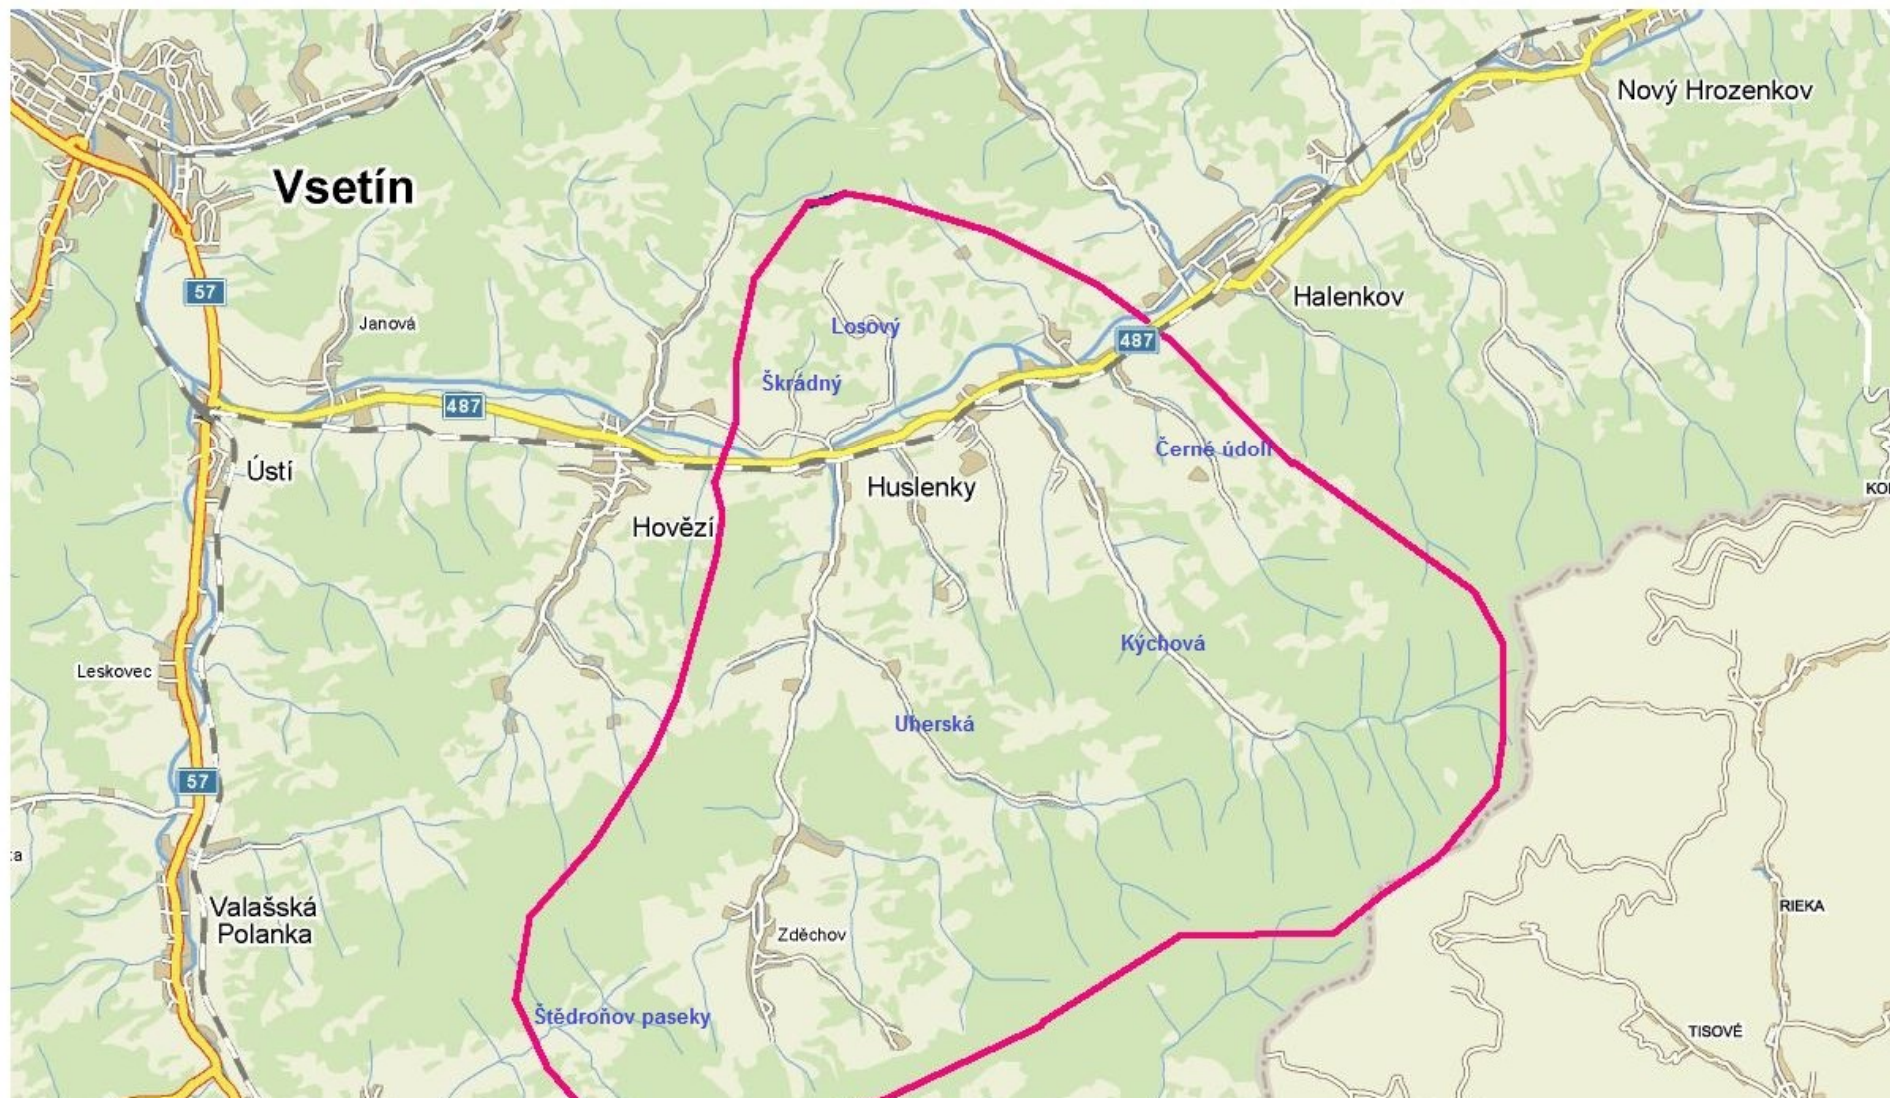 Nový Hrozenkov
Vsetín
57
Halenkov
Janová
Losový
487
Škrádný
487
Černé údolí
Ústí
Huslenky
Hovězí
Kýchová
Leskovec
Uherská
57
Valašská
Polanka
RIEKA
Zděchov
Štědroňov paseky
TISOVÉ